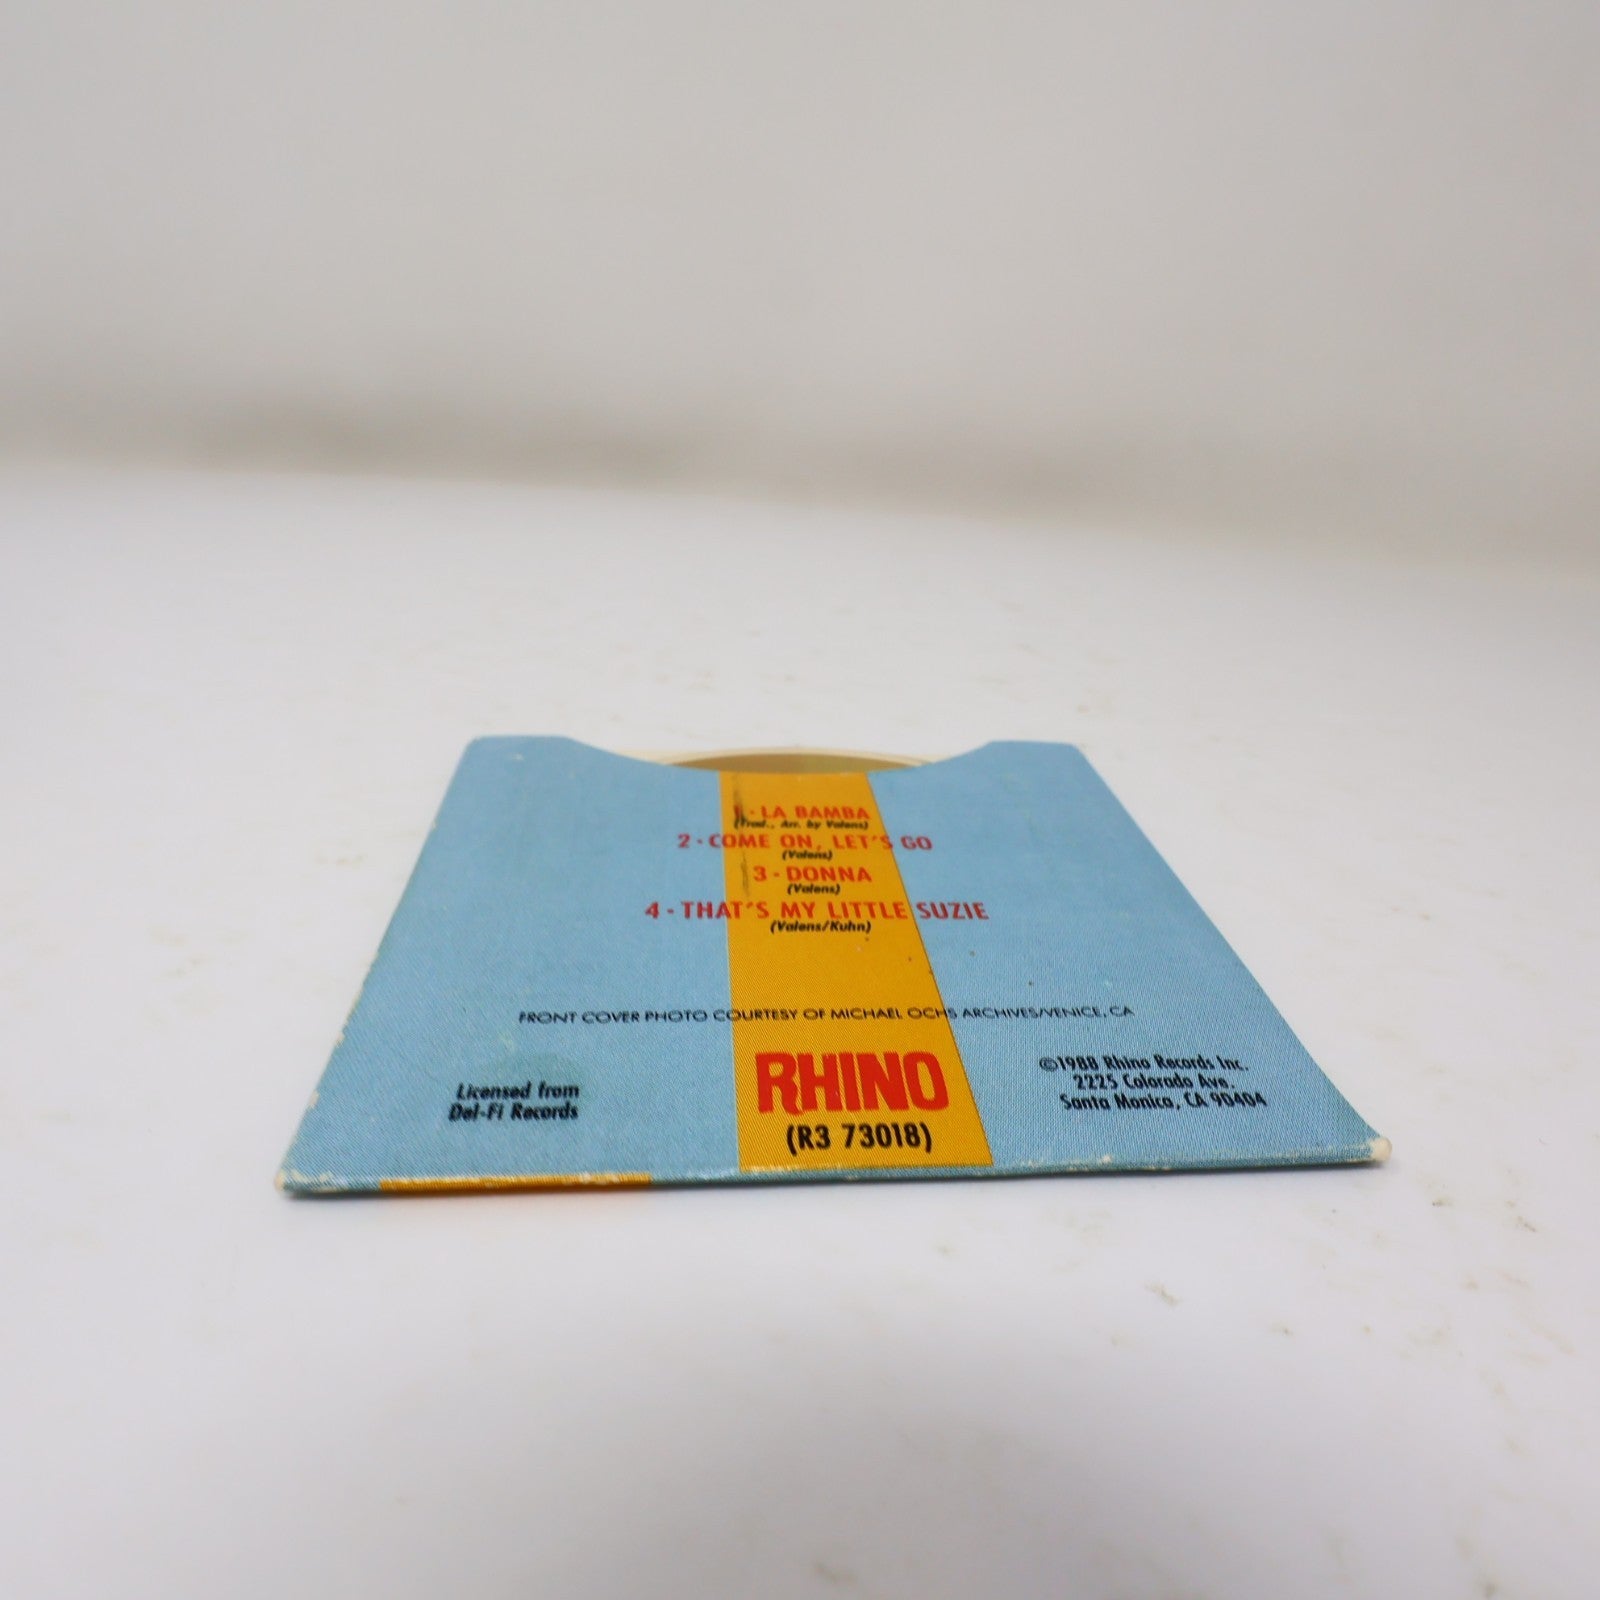 1 · LA BAMBA
(Trad., Arr. by Valens)
2 · COME ON, LET'S GO
(Valens)
3 · DONNA
(Valens)
4 · THAT'S MY LITTLE SUZIE
(Valens/Kuhn)
FRONT COVER PHOTO COURTESY OF MICHAEL OCHS ARCHIVES/VENICE, CA
Licensed from
Del-Fi Records
RHINO
(R3 73018)
©1988 Rhino Records Inc.
2225 Colorado Ave.
Santa Monica, CA 90404